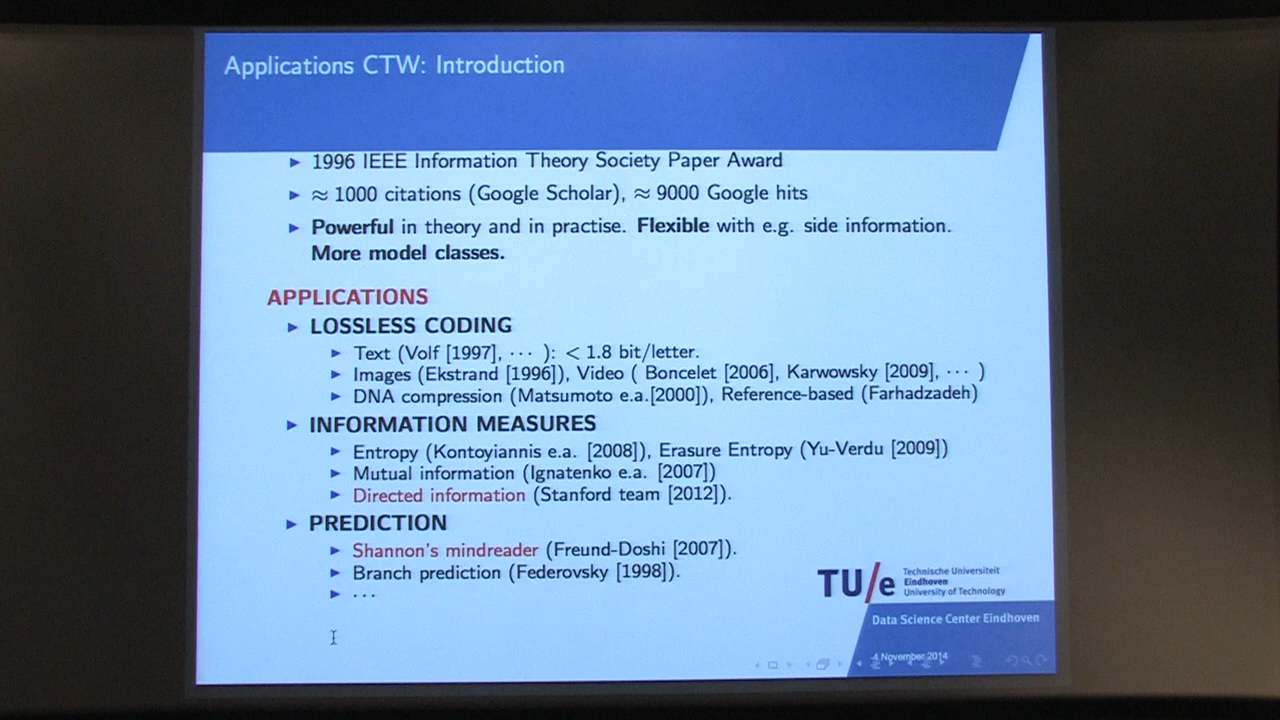 Applications CTW: Introduction
► 1996 IEEE Information Theory Society Paper Award
► ≈ 1000 citations (Google Scholar), ≈ 9000 Google hits
► Powerful in theory and in practise. Flexible with e.g. side information.
More model classes.
APPLICATIONS
► LOSSLESS CODING
► Text (Volf [1997], ··· ): < 1.8 bit/letter.
► Images (Ekstrand [1996]), Video ( Boncelet [2006], Karwowsky [2009], ··· )
► DNA compression (Matsumoto e.a.[2000]), Reference-based (Farhadzadeh)
► INFORMATION MEASURES
► Entropy (Kontoyiannis e.a. [2008]), Erasure Entropy (Yu-Verdu [2009])
► Mutual information (Ignatenko e.a. [2007])
► Directed information (Stanford team [2012]).
► PREDICTION
► Shannon's mindreader (Freund-Doshi [2007]).
► Branch prediction (Federovsky [1998]).
► ···
TU/e
Technische Universiteit
Eindhoven
University of Technology
Data Science Center Eindhoven
4 November 2014